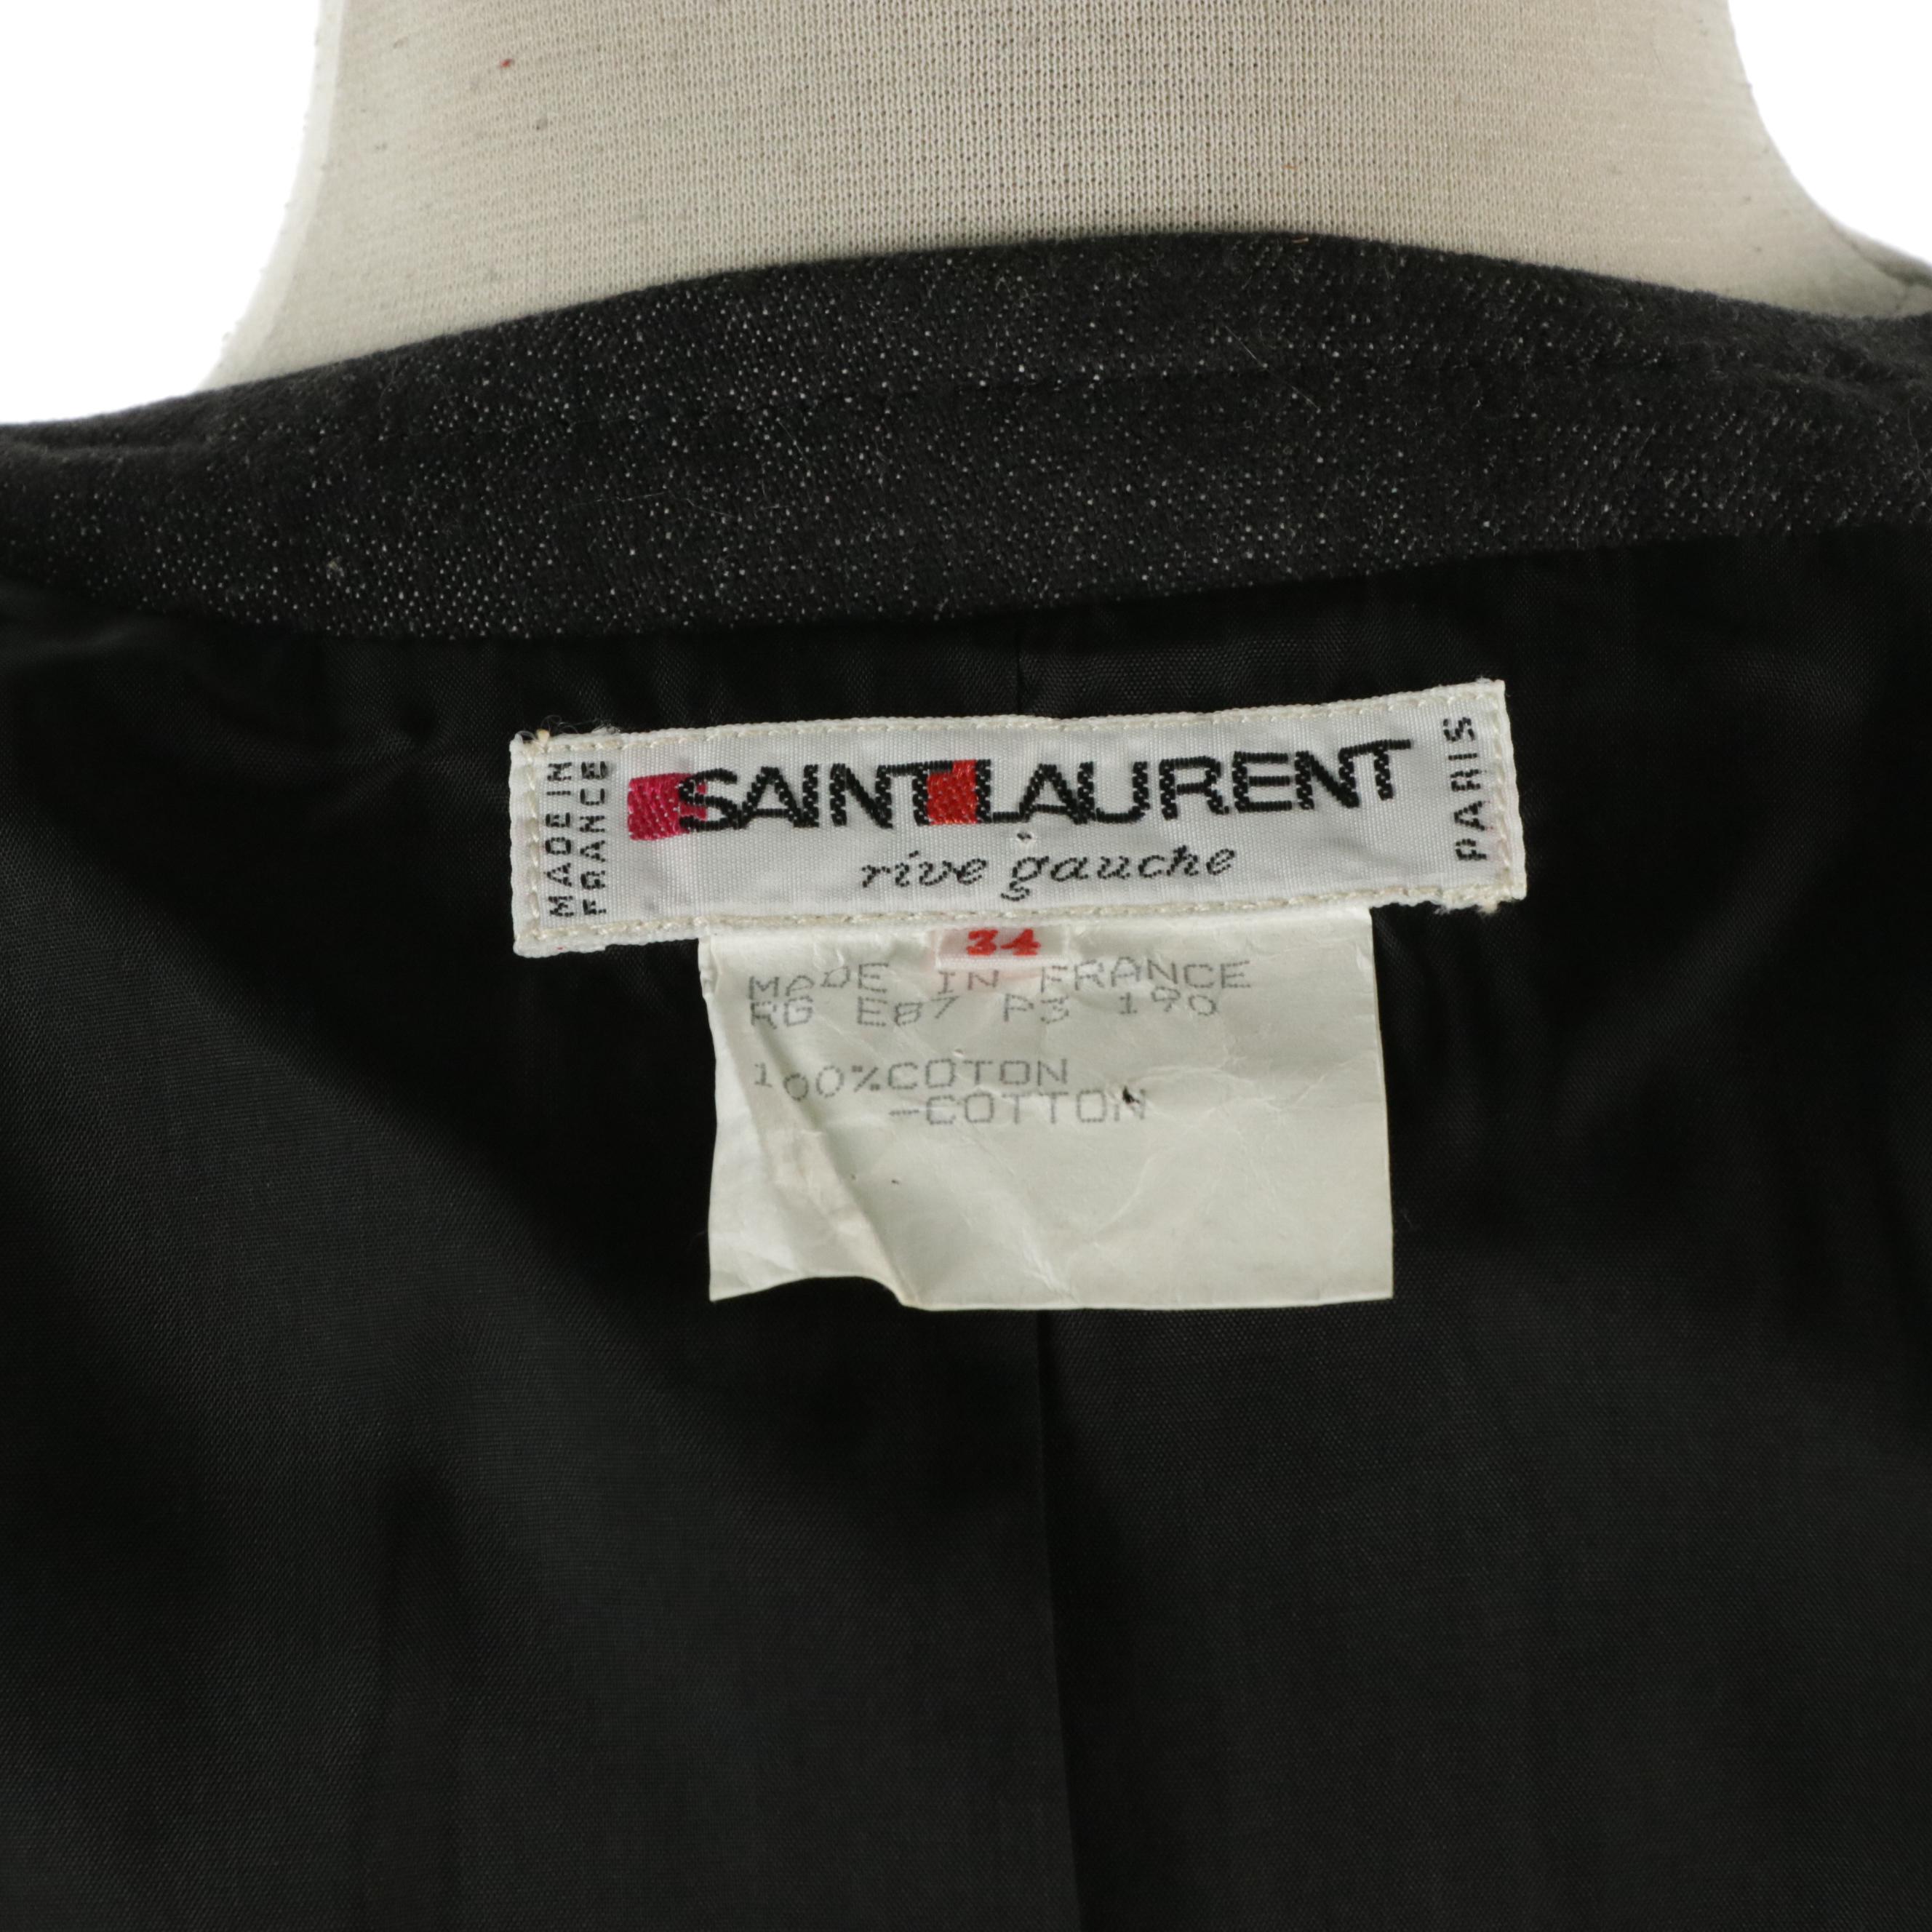 MADE IN
FRANCE
SAINT LAURENT
rive gauche
PARIS
34
MADE IN FRANCE
RG E87 P3 190
100%COTON
-COTTON